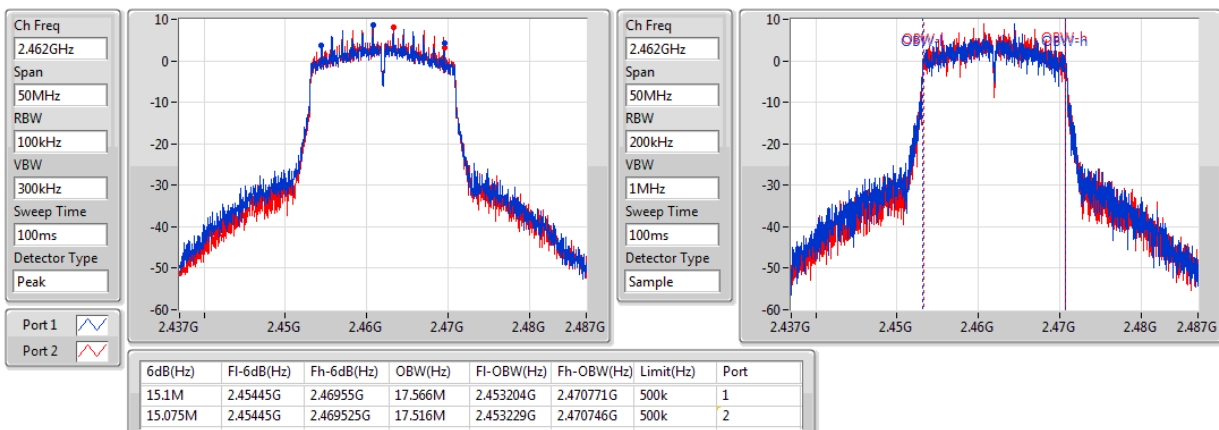 Ch Freq
2.462GHz
Span
50MHz
RBW
100kHz
VBW
300kHz
Sweep Time
100ms
Detector Type
Peak
Port 1
Port 2
10
0
-10
-20
-30
-40
-50
-60
2.437G 2.45G 2.46G 2.47G 2.48G 2.487G
Ch Freq
2.462GHz
Span
50MHz
RBW
200kHz
VBW
1MHz
Sweep Time
100ms
Detector Type
Sample
10
0
-10
-20
-30
-40
-50
-60
OBW-l OBW-h
2.437G 2.45G 2.46G 2.47G 2.48G 2.487G
6dB(Hz) Fl-6dB(Hz) Fh-6dB(Hz) OBW(Hz) Fl-OBW(Hz) Fh-OBW(Hz) Limit(Hz) Port
15.1M 2.45445G 2.46955G 17.566M 2.453204G 2.470771G 500k 1
15.075M 2.45445G 2.469525G 17.516M 2.453229G 2.470746G 500k 2